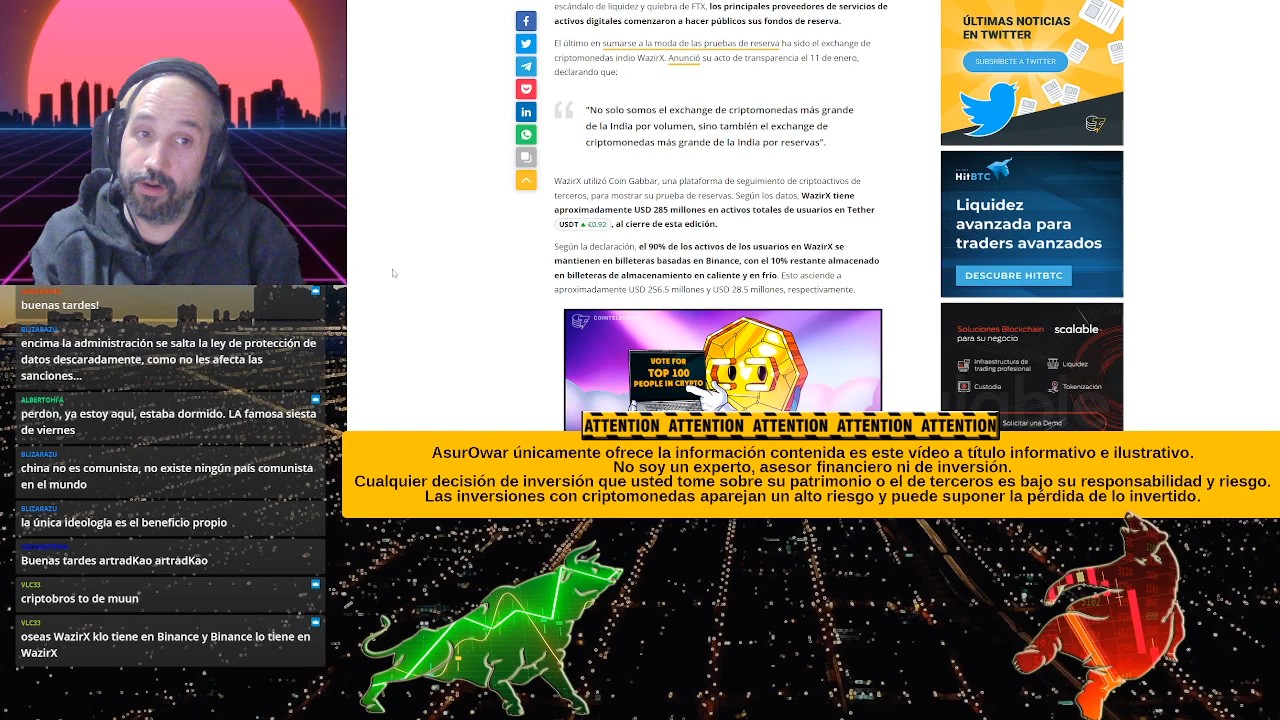 escándalo de liquidez y quiebra de FTX, los principales proveedores de servicios de
activos digitales comenzaron a hacer públicos sus fondos de reserva.
El último en sumarse a la moda de las pruebas de reserva ha sido el exchange de
criptomonedas indio WazirX. Anunció su acto de transparencia el 11 de enero,
declarando que:
"No solo somos el exchange de criptomonedas más grande
de la India por volumen, sino también el exchange de
criptomonedas más grande de la India por reservas".
WazirX utilizó Coin Gabbar, una plataforma de seguimiento de criptoactivos de
terceros, para mostrar su prueba de reservas. Según los datos, WazirX tiene
aproximadamente USD 285 millones en activos totales de usuarios en Tether
USDT ▲ €0.92 , al cierre de esta edición.
Según la declaración, el 90% de los activos de los usuarios en WazirX se
mantienen en billeteras basadas en Binance, con el 10% restante almacenado
en billeteras de almacenamiento en caliente y en frío. Esto asciende a
aproximadamente USD 256.5 millones y USD 28.5 millones, respectivamente.
COINTELEGRAPH
VOTE FOR
TOP 100
PEOPLE IN CRYPTO
ÚLTIMAS NOTICIAS
EN TWITTER
SUBSRÍBETE A TWITTER
HitBTC
Liquidez
avanzada para
traders avanzados
DESCUBRE HITBTC
Soluciones Blockchain
para su negocio
scalable
Infraestructura de
trading profesional
Liquidez
Custodia
Tokenización
Solicitar una Demo
buenas tardes!
BLIZARAZU
encima la administración se salta la ley de protección de
datos descaradamente, como no les afecta las
sanciones...
ALBERTOHFA
perdon, ya estoy aqui, estaba dormido. LA famosa siesta
de viernes
BLIZARAZU
china no es comunista, no existe ningún país comunista
en el mundo
BLIZARAZU
la única ideología es el beneficio propio
Buenas tardes artradKao artradKao
VLC33
criptobros to de muun
VLC33
oseas WazirX klo tiene en Binance y Binance lo tiene en
WazirX
ATTENTION ATTENTION ATTENTION ATTENTION ATTENTION
AsurOwar únicamente ofrece la información contenida es este vídeo a título informativo e ilustrativo.
No soy un experto, asesor financiero ni de inversión.
Cualquier decisión de inversión que usted tome sobre su patrimonio o el de terceros es bajo su responsabilidad y riesgo.
Las inversiones con criptomonedas aparejan un alto riesgo y puede suponer la pérdida de lo invertido.